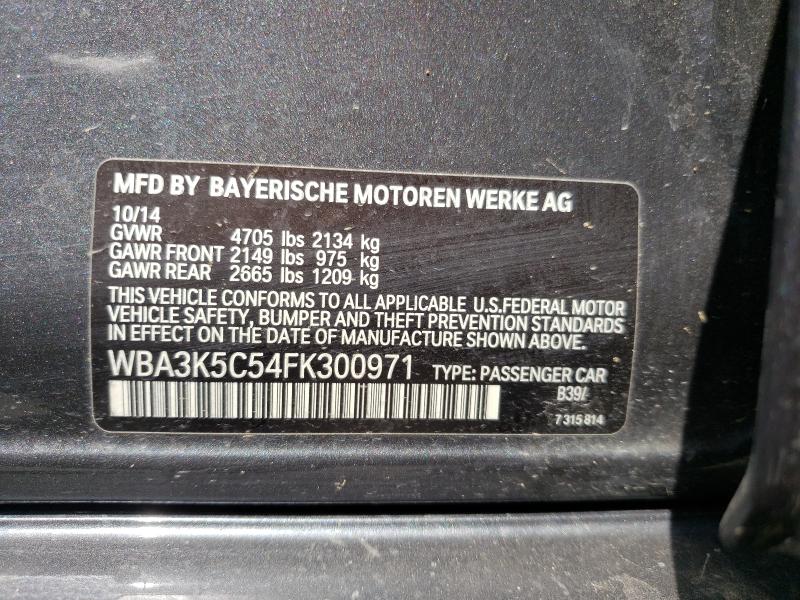 MFD BY BAYERISCHE MOTOREN WERKE AG
10/14
GVWR 4705 lbs 2134 kg
GAWR FRONT 2149 lbs 975 kg
GAWR REAR 2665 lbs 1209 kg
THIS VEHICLE CONFORMS TO ALL APPLICABLE U.S.FEDERAL MOTOR
VEHICLE SAFETY, BUMPER AND THEFT PREVENTION STANDARDS
IN EFFECT ON THE DATE OF MANUFACTURE SHOWN ABOVE.
WBA3K5C54FK300971 TYPE: PASSENGER CAR
B39/
7 315 814